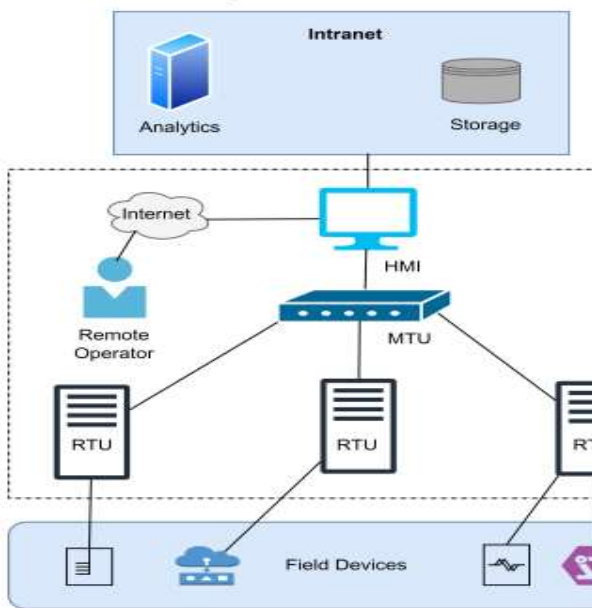 Intranet
Analytics
Storage
Internet
HMI
Remote
Operator
MTU
RTU
RTU
Field Devices